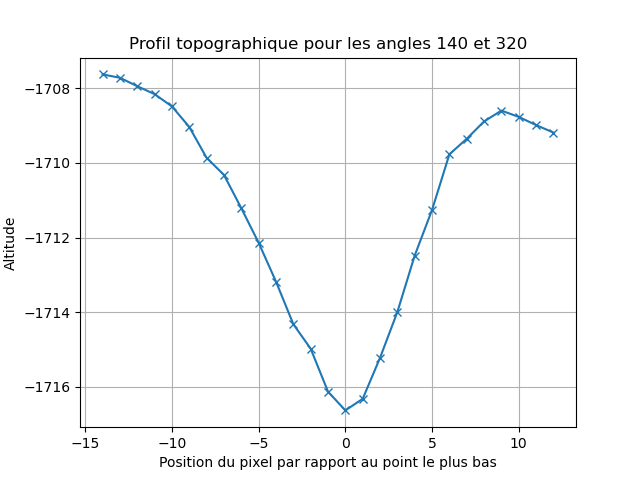 Profil topographique pour les angles 140 et 320
Altitude
−1708
−1710
−1712
−1714
−1716
−15 −10 −5 0 5 10
Position du pixel par rapport au point le plus bas